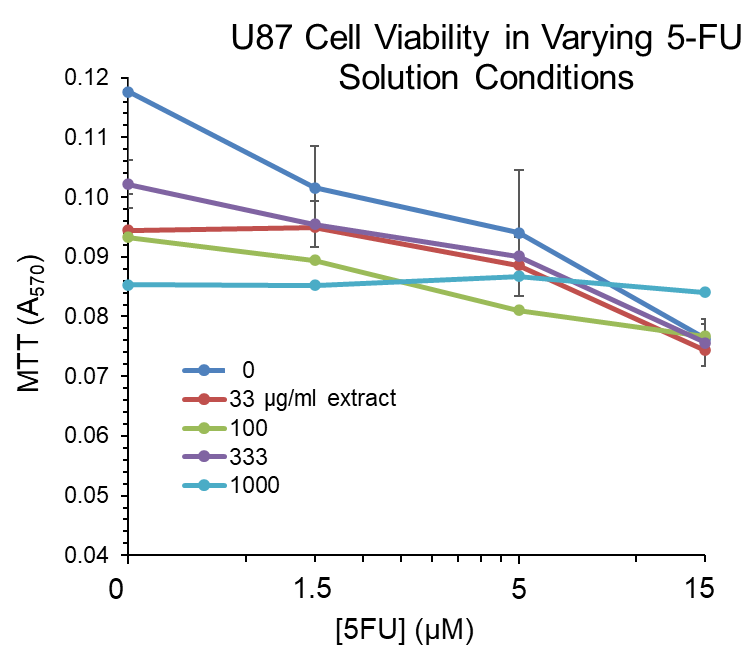 U87 Cell Viability in Varying 5-FU
Solution Conditions
0.12
0.11
0.10
0.09
0.08
0.07
0.06
0.05
0.04
MTT (A570)
0
33 µg/ml extract
100
333
1000
0 1.5 5 15
[5FU] (µM)